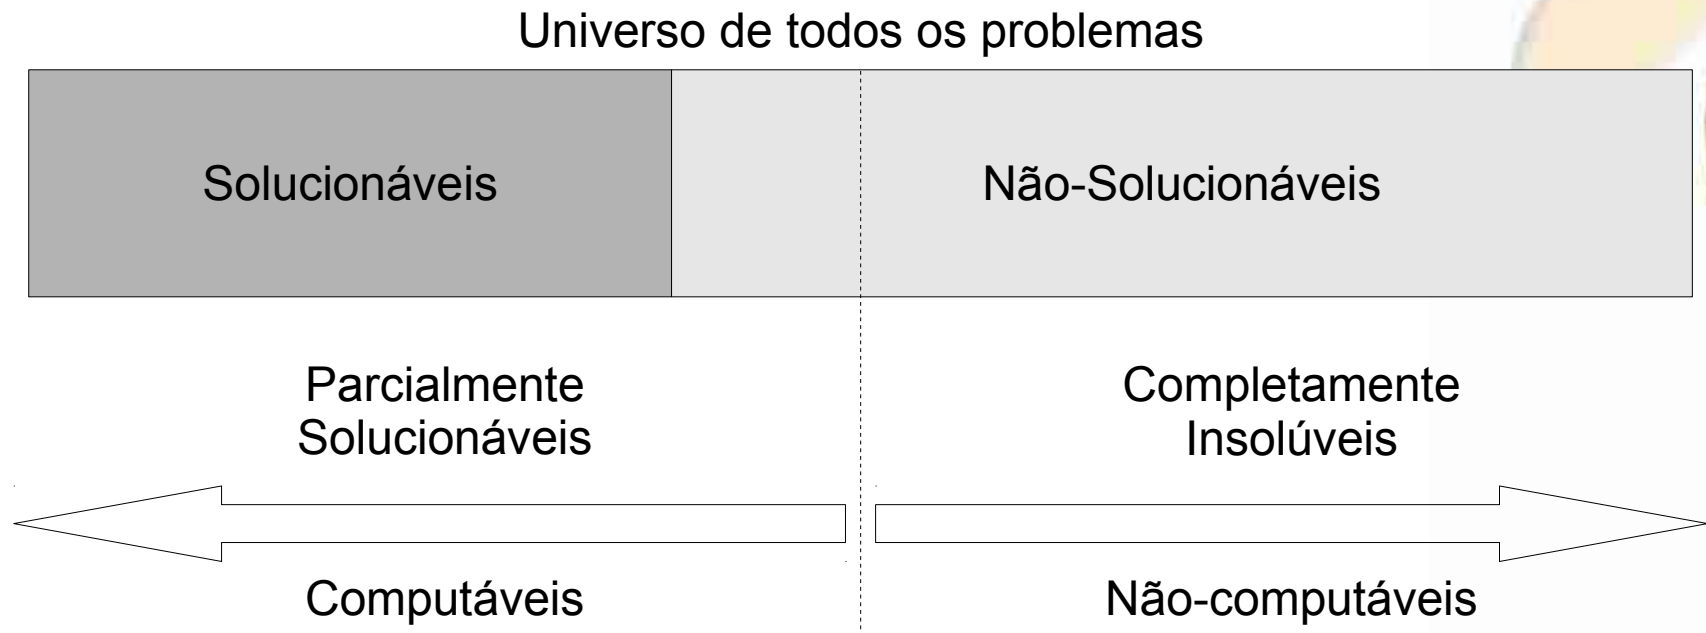 Universo de todos os problemas
Solucionáveis
Não-Solucionáveis
Parcialmente
Solucionáveis
Completamente
Insolúveis
Computáveis
Não-computáveis